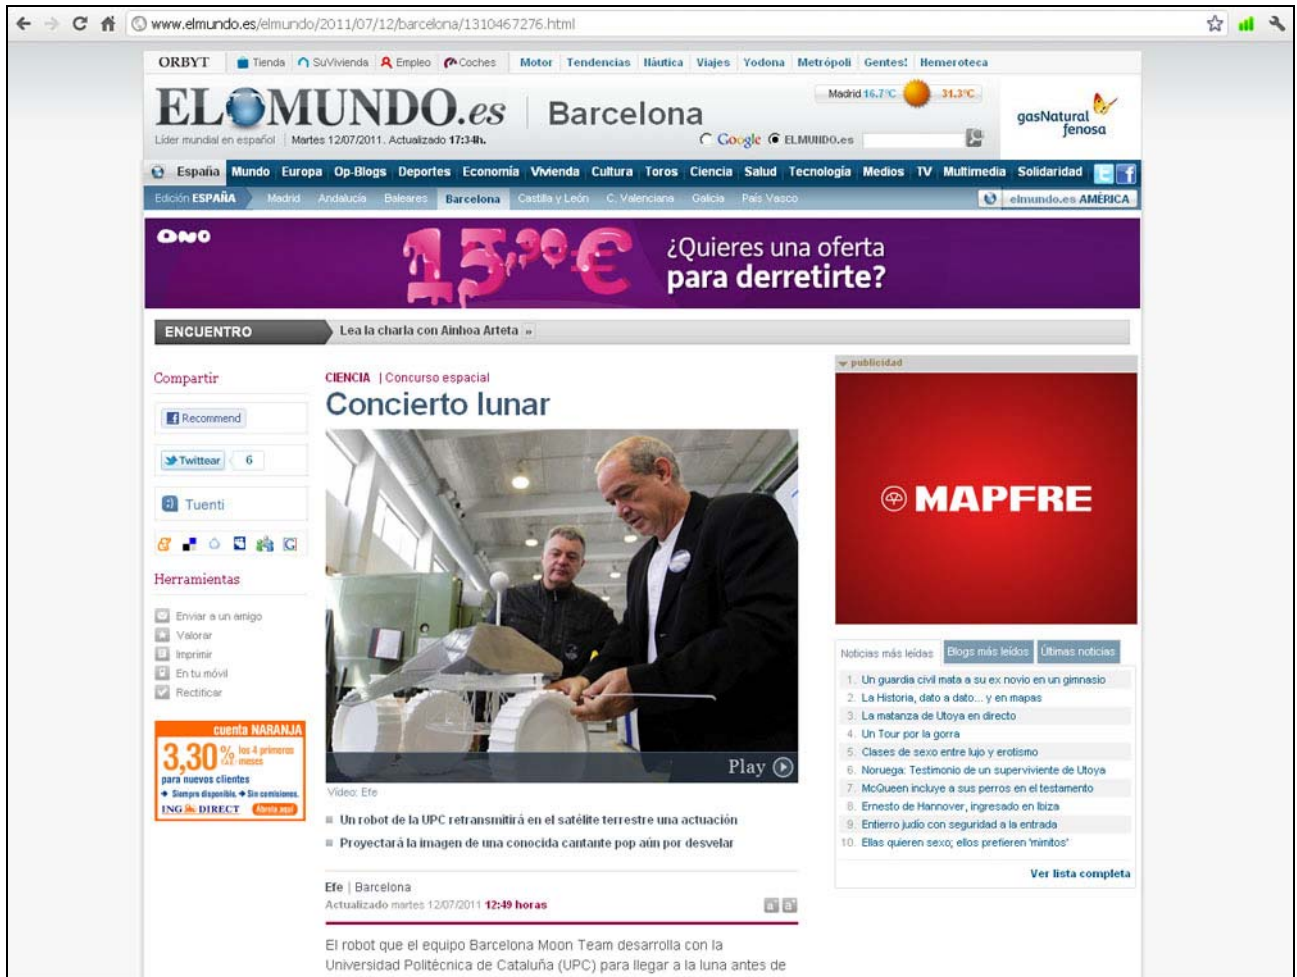 www.elmundo.es/elmundo/2011/07/12/barcelona/1310467276.html
ORBYT Tienda SuVivienda Empleo Coches Motor Tendencias Náutica Viajes Yodona Metrópoli Gentes! Hemeroteca
EL MUNDO.es Barcelona
Madrid 16.7°C 31.3°C
gasNatural
fenosa
Líder mundial en español Martes 12/07/2011. Actualizado 17:34h.
Google ELMUNDO.es
España Mundo Europa Op-Blogs Deportes Economía Vivienda Cultura Toros Ciencia Salud Tecnología Medios TV Multimedia Solidaridad
Edición ESPAÑA Madrid Andalucía Baleares Barcelona Castilla y León C. Valenciana Galicia País Vasco elmundo.es AMÉRICA
ONO
15,90€
¿Quieres una oferta
para derretirte?
ENCUENTRO Lea la charla con Ainhoa Arteta »
Compartir
Recommend
Twittear 6
Tuenti
Herramientas
Enviar a un amigo
Valorar
Imprimir
En tu móvil
Rectificar
cuenta NARANJA
3,30% T.A.E. los 4 primeros
meses
para nuevos clientes
Siempre disponible. Sin comisiones.
ING DIRECT Ábrela aquí
CIENCIA | Concurso espacial
Concierto lunar
Play
Vídeo: Efe
Un robot de la UPC retransmitirá en el satélite terrestre una actuación
Proyectará la imagen de una conocida cantante pop aún por desvelar
Efe | Barcelona
Actualizado martes 12/07/2011 12:49 horas
El robot que el equipo Barcelona Moon Team desarrolla con la
Universidad Politécnica de Cataluña (UPC) para llegar a la luna antes de
publicidad
MAPFRE
Noticias más leídas Blogs más leídos Últimas noticias
1. Un guardia civil mata a su ex novio en un gimnasio
2. La Historia, dato a dato... y en mapas
3. La matanza de Utoya en directo
4. Un Tour por la gorra
5. Clases de sexo entre lujo y erotismo
6. Noruega: Testimonio de un superviviente de Utoya
7. McQueen incluye a sus perros en el testamento
8. Ernesto de Hannover, ingresado en Ibiza
9. Entierro judío con seguridad a la entrada
10. Ellas quieren sexo; ellos prefieren 'mimitos'
Ver lista completa